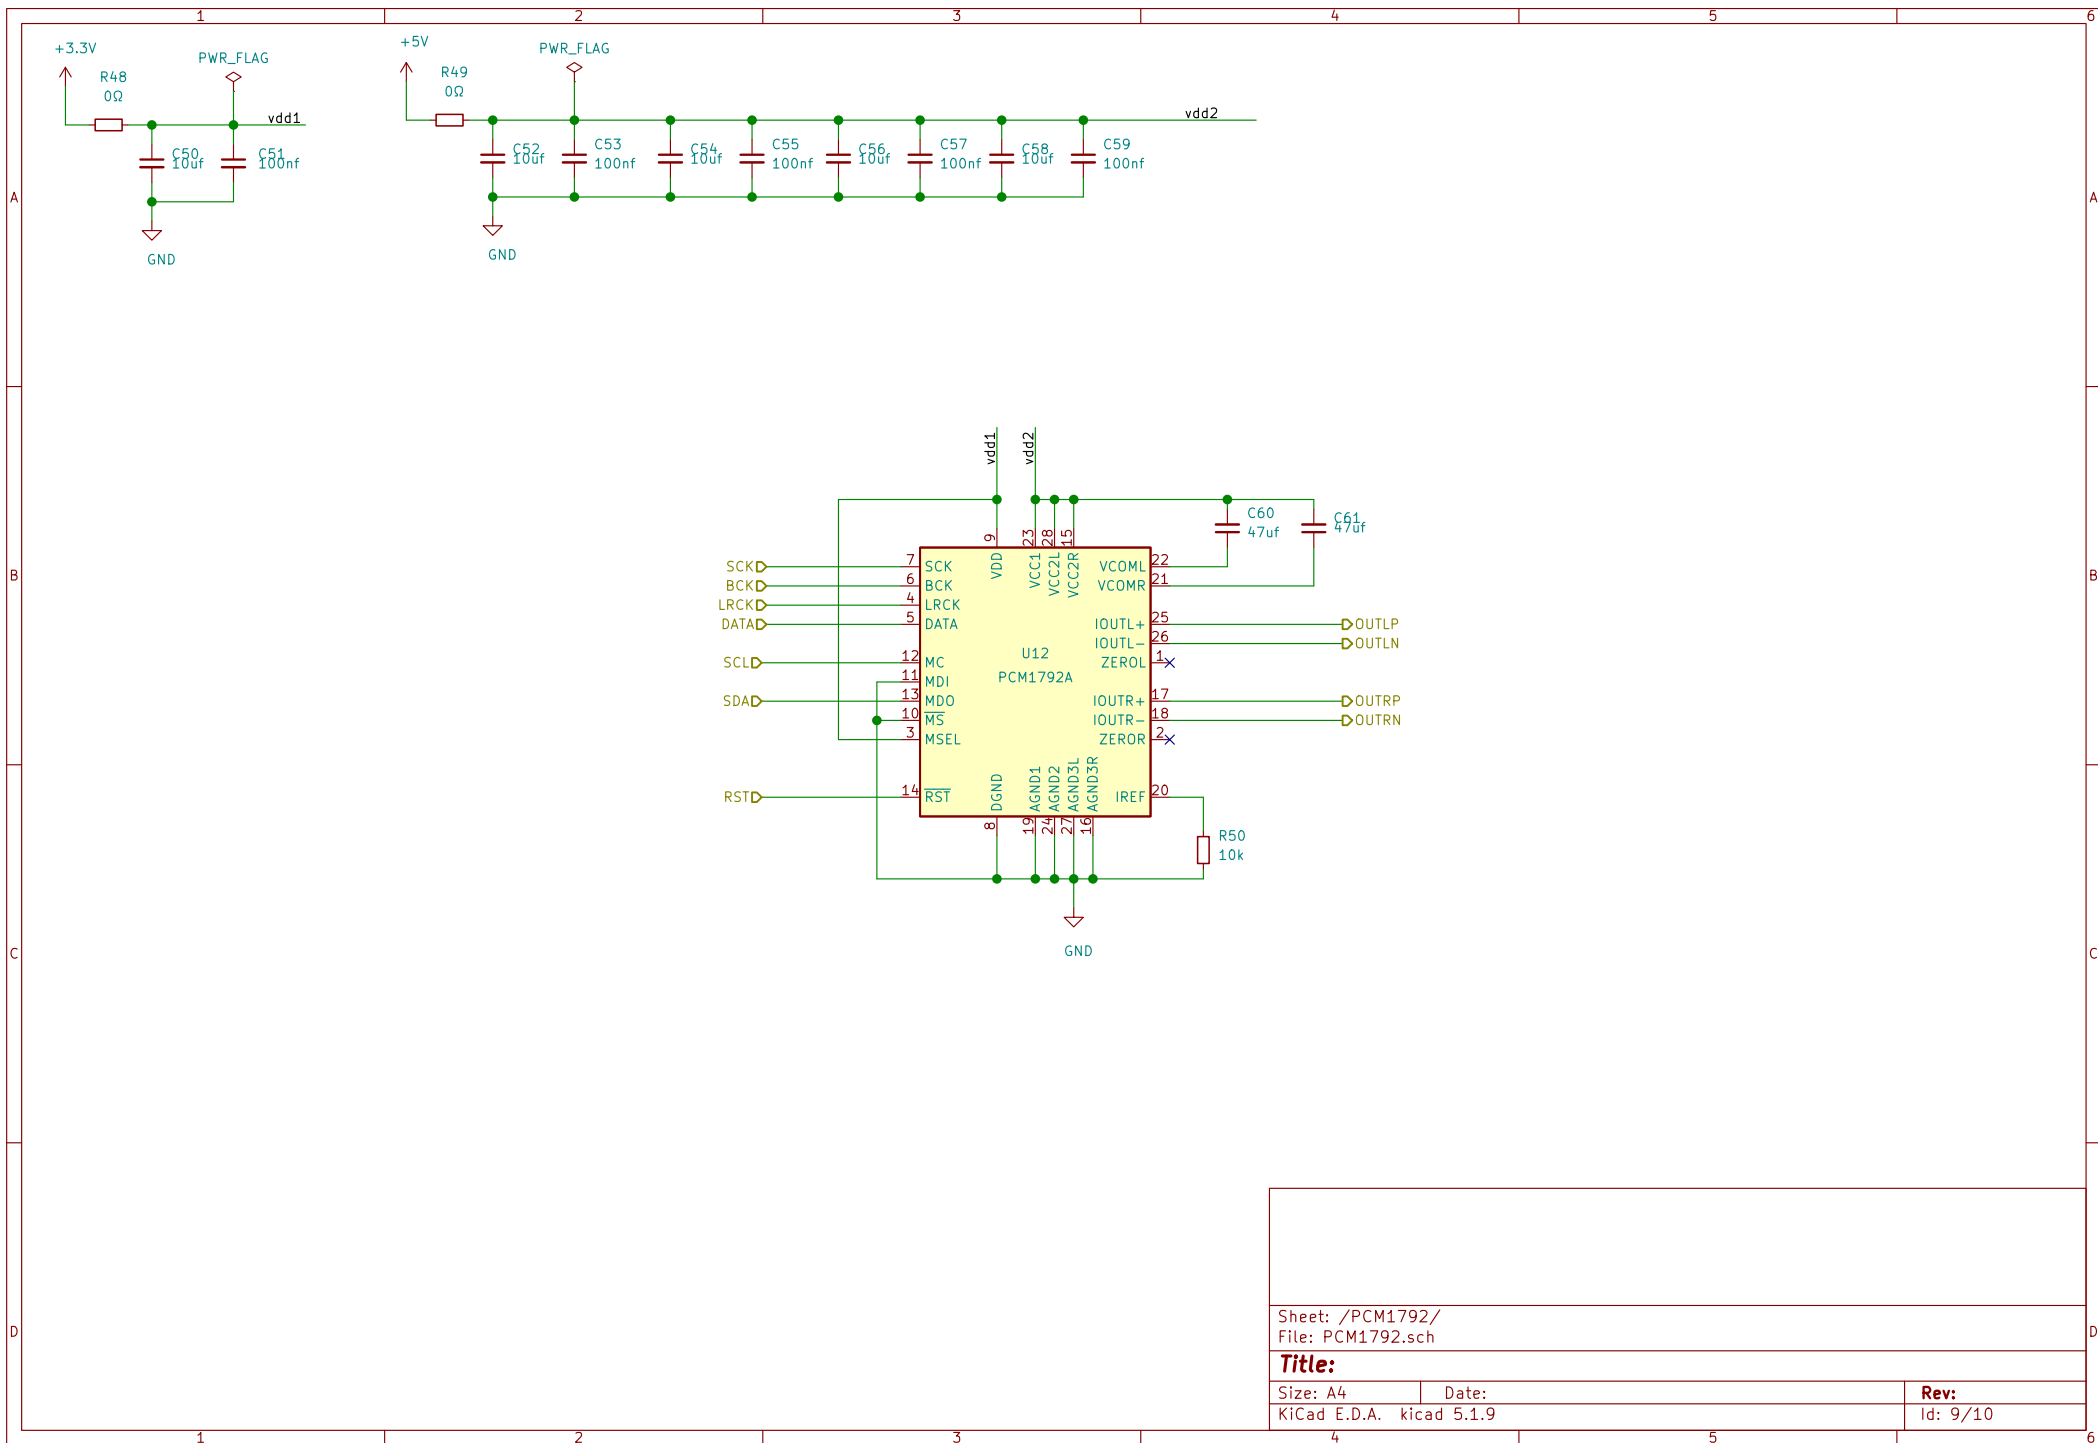 1 2 3 4 5 6
+3.3V
PWR_FLAG
R48
0Ω
vdd1
C50
10uf
C51
100nf
GND
+5V
PWR_FLAG
R49
0Ω
vdd2
C52
10uf
C53
100nf
C54
10uf
C55
100nf
C56
10uf
C57
100nf
C58
10uf
C59
100nf
GND
A A
vdd1 vdd2
C60
47uf
C61
47uf
9 23 28 15
VDD VCC1 VCC2L VCC2R
B B
SCK 7 SCK
BCK 6 BCK
LRCK 4 LRCK
DATA 5 DATA
SCL 12 MC
11 MDI
SDA 13 MDO
10 MS
3 MSEL
RST 14 RST
U12
PCM1792A
VCOML 22
VCOMR 21
IOUTL+ 25 OUTLP
IOUTL- 26 OUTLN
ZEROL 1
IOUTR+ 17 OUTRP
IOUTR- 18 OUTRN
ZEROR 2
IREF 20
DGND AGND1 AGND2 AGND3L AGND3R
8 19 24 27 16
R50
10k
GND
C C
D D
Sheet: /PCM1792/
File: PCM1792.sch
Title:
Size: A4 Date: Rev:
KiCad E.D.A. kicad 5.1.9 Id: 9/10
1 2 3 4 5 6